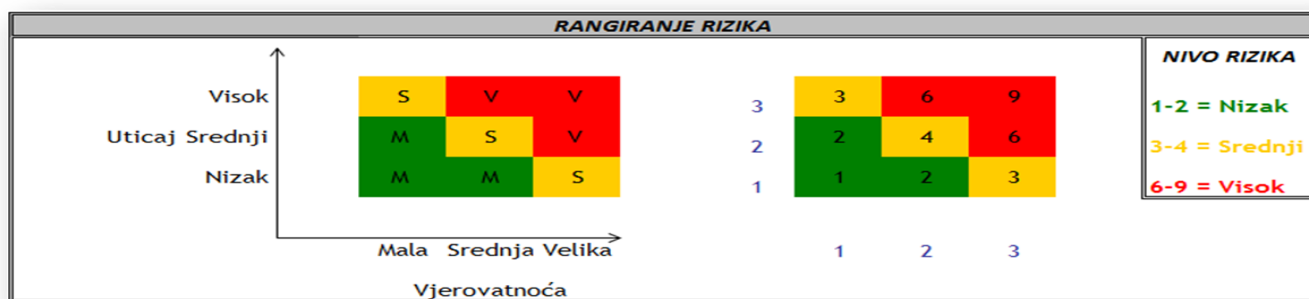 RANGIRANJE RIZIKA
NIVO RIZIKA
Visok S V V 3 3 6 9
1-2 = Nizak
Uticaj Srednji M S V 2 2 4 6
3-4 = Srednji
Nizak M M S 1 1 2 3
6-9 = Visok
Mala Srednja Velika 1 2 3
Vjerovatnoća